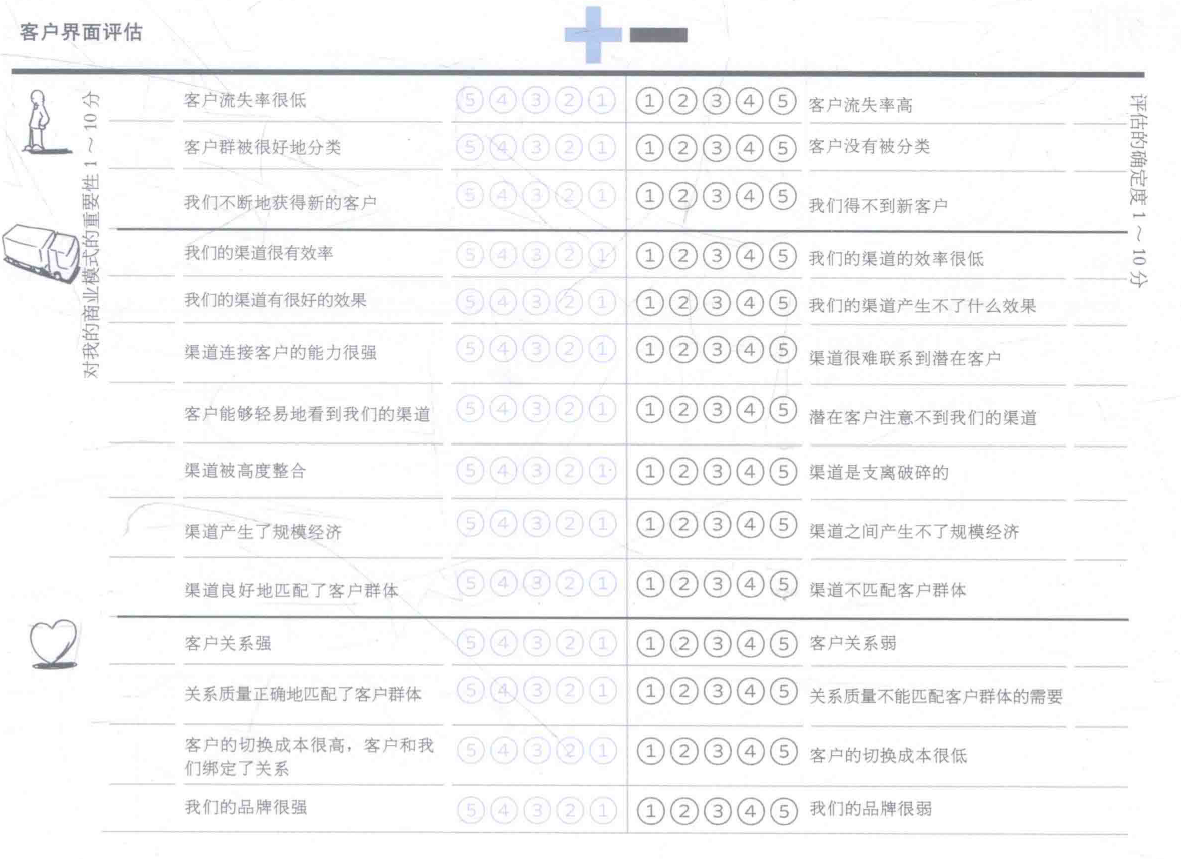 客户界面评估
对我的商业模式的重要性 1 ～ 10 分
评估的确定度 1 ～ 10 分
客户流失率很低 ⑤④③②① ①②③④⑤ 客户流失率高
客户群被很好地分类 ⑤④③②① ①②③④⑤ 客户没有被分类
我们不断地获得新的客户 ⑤④③②① ①②③④⑤ 我们得不到新客户
我们的渠道很有效率 ⑤④③②① ①②③④⑤ 我们的渠道的效率很低
我们的渠道有很好的效果 ⑤④③②① ①②③④⑤ 我们的渠道产生不了什么效果
渠道连接客户的能力很强 ⑤④③②① ①②③④⑤ 渠道很难联系到潜在客户
客户能够轻易地看到我们的渠道 ⑤④③②① ①②③④⑤ 潜在客户注意不到我们的渠道
渠道被高度整合 ⑤④③②① ①②③④⑤ 渠道是支离破碎的
渠道产生了规模经济 ⑤④③②① ①②③④⑤ 渠道之间产生不了规模经济
渠道良好地匹配了客户群体 ⑤④③②① ①②③④⑤ 渠道不匹配客户群体
客户关系强 ⑤④③②① ①②③④⑤ 客户关系弱
关系质量正确地匹配了客户群体 ⑤④③②① ①②③④⑤ 关系质量不能匹配客户群体的需要
客户的切换成本很高，客户和我
们绑定了关系 ⑤④③②① ①②③④⑤ 客户的切换成本很低
我们的品牌很强 ⑤④③②① ①②③④⑤ 我们的品牌很弱